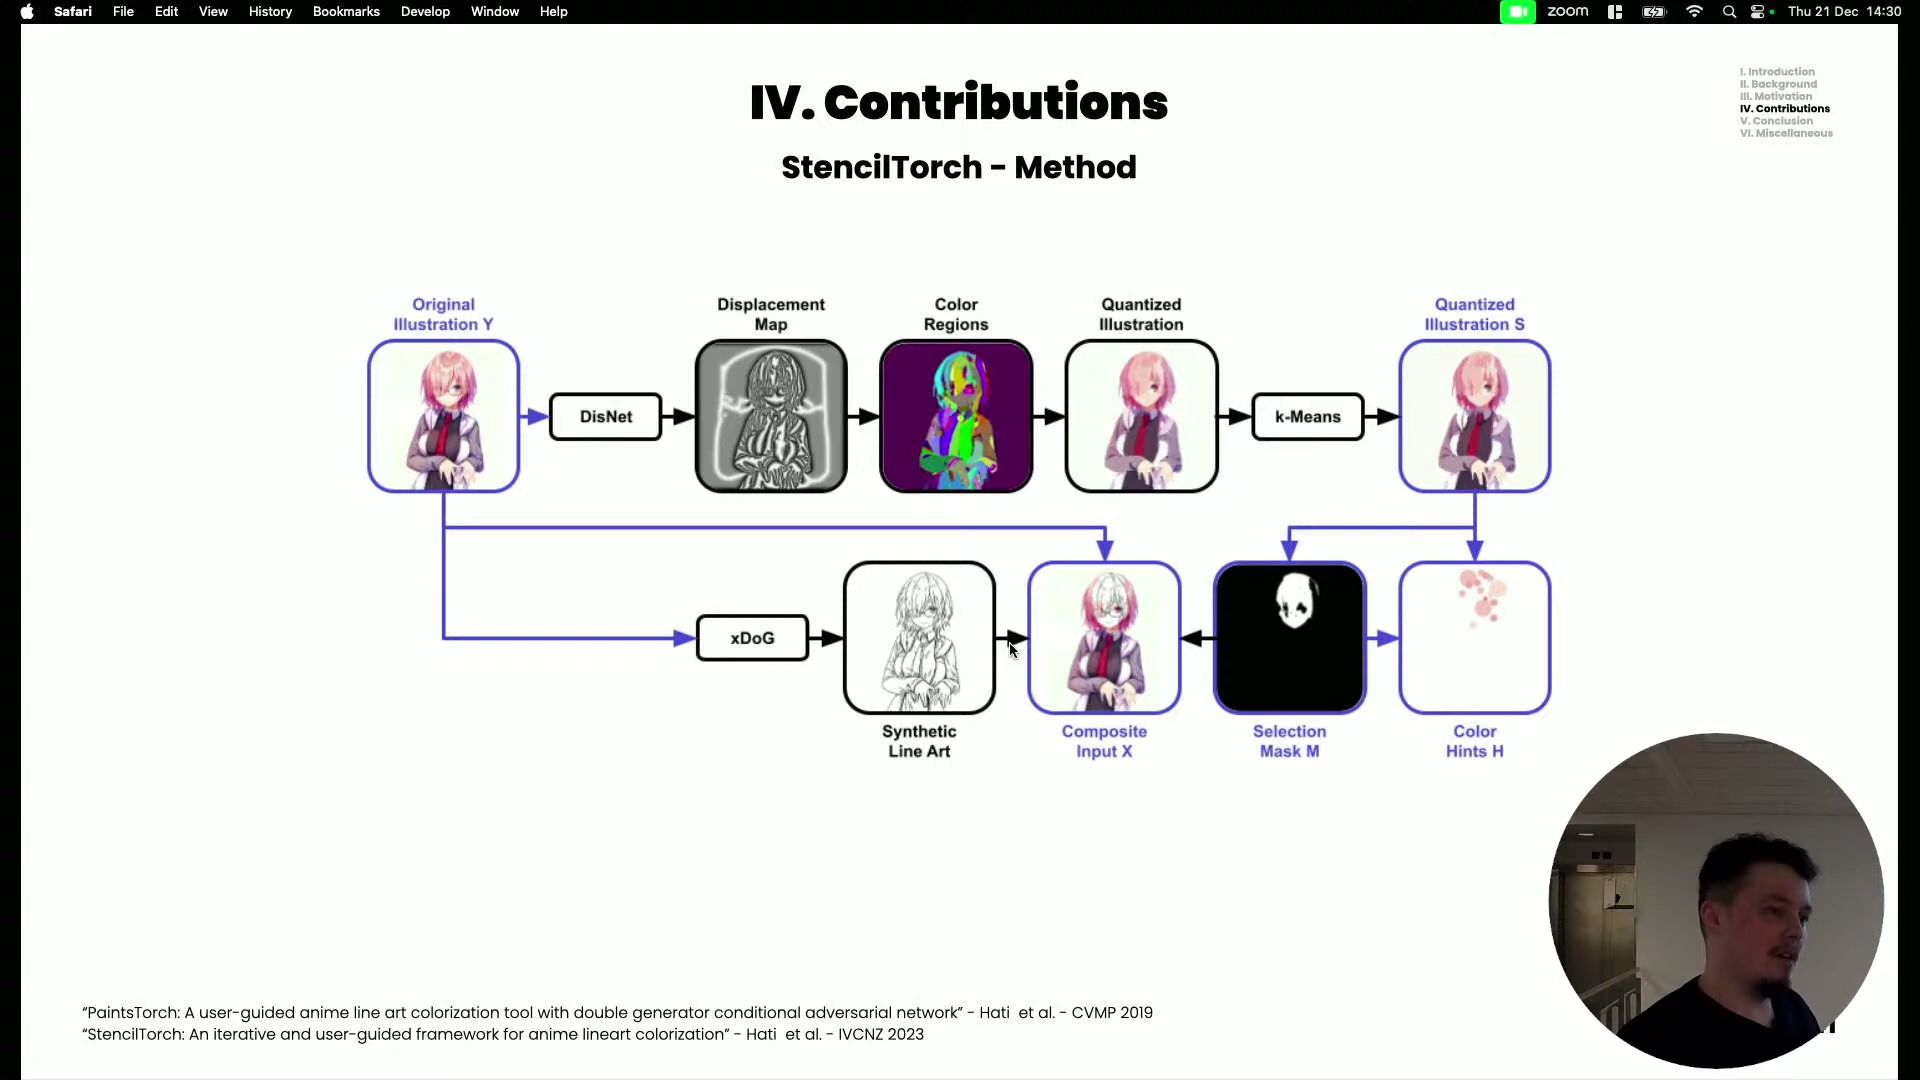 Safari File Edit View History Bookmarks Develop Window Help zoom Thu 21 Dec 14:30
IV. Contributions
StencilTorch - Method
I. Introduction
II. Background
III. Motivation
IV. Contributions
V. Conclusion
VI. Miscellaneous
Original
Illustration Y
Displacement
Map
Color
Regions
Quantized
Illustration
Quantized
Illustration S
DisNet
k-Means
xDoG
Synthetic
Line Art
Composite
Input X
Selection
Mask M
Color
Hints H
“PaintsTorch: A user-guided anime line art colorization tool with double generator conditional adversarial network” - Hati et al. - CVMP 2019
“StencilTorch: An iterative and user-guided framework for anime lineart colorization” - Hati et al. - IVCNZ 2023